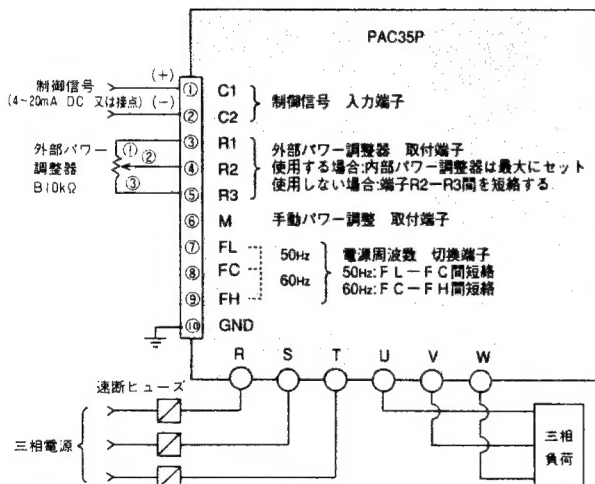 PAC35P
制御信号
(4~20mA DC 又は接点)
(+)
(−)
① C1
② C2
制御信号 入力端子
外部パワー
調整器
B10kΩ
①
②
③
③ R1
④ R2
⑤ R3
外部パワー調整器 取付端子
使用する場合:内部パワー調整器は最大にセット
使用しない場合:端子R2−R3間を短絡する
⑥ M 手動パワー調整 取付端子
⑦ FL
⑧ FC
⑨ FH
50Hz
60Hz
電源周波数 切換端子
50Hz:FL−FC間短絡
60Hz:FC−FH間短絡
⑩ GND
R S T U V W
速断ヒューズ
三相電源
三相
負荷